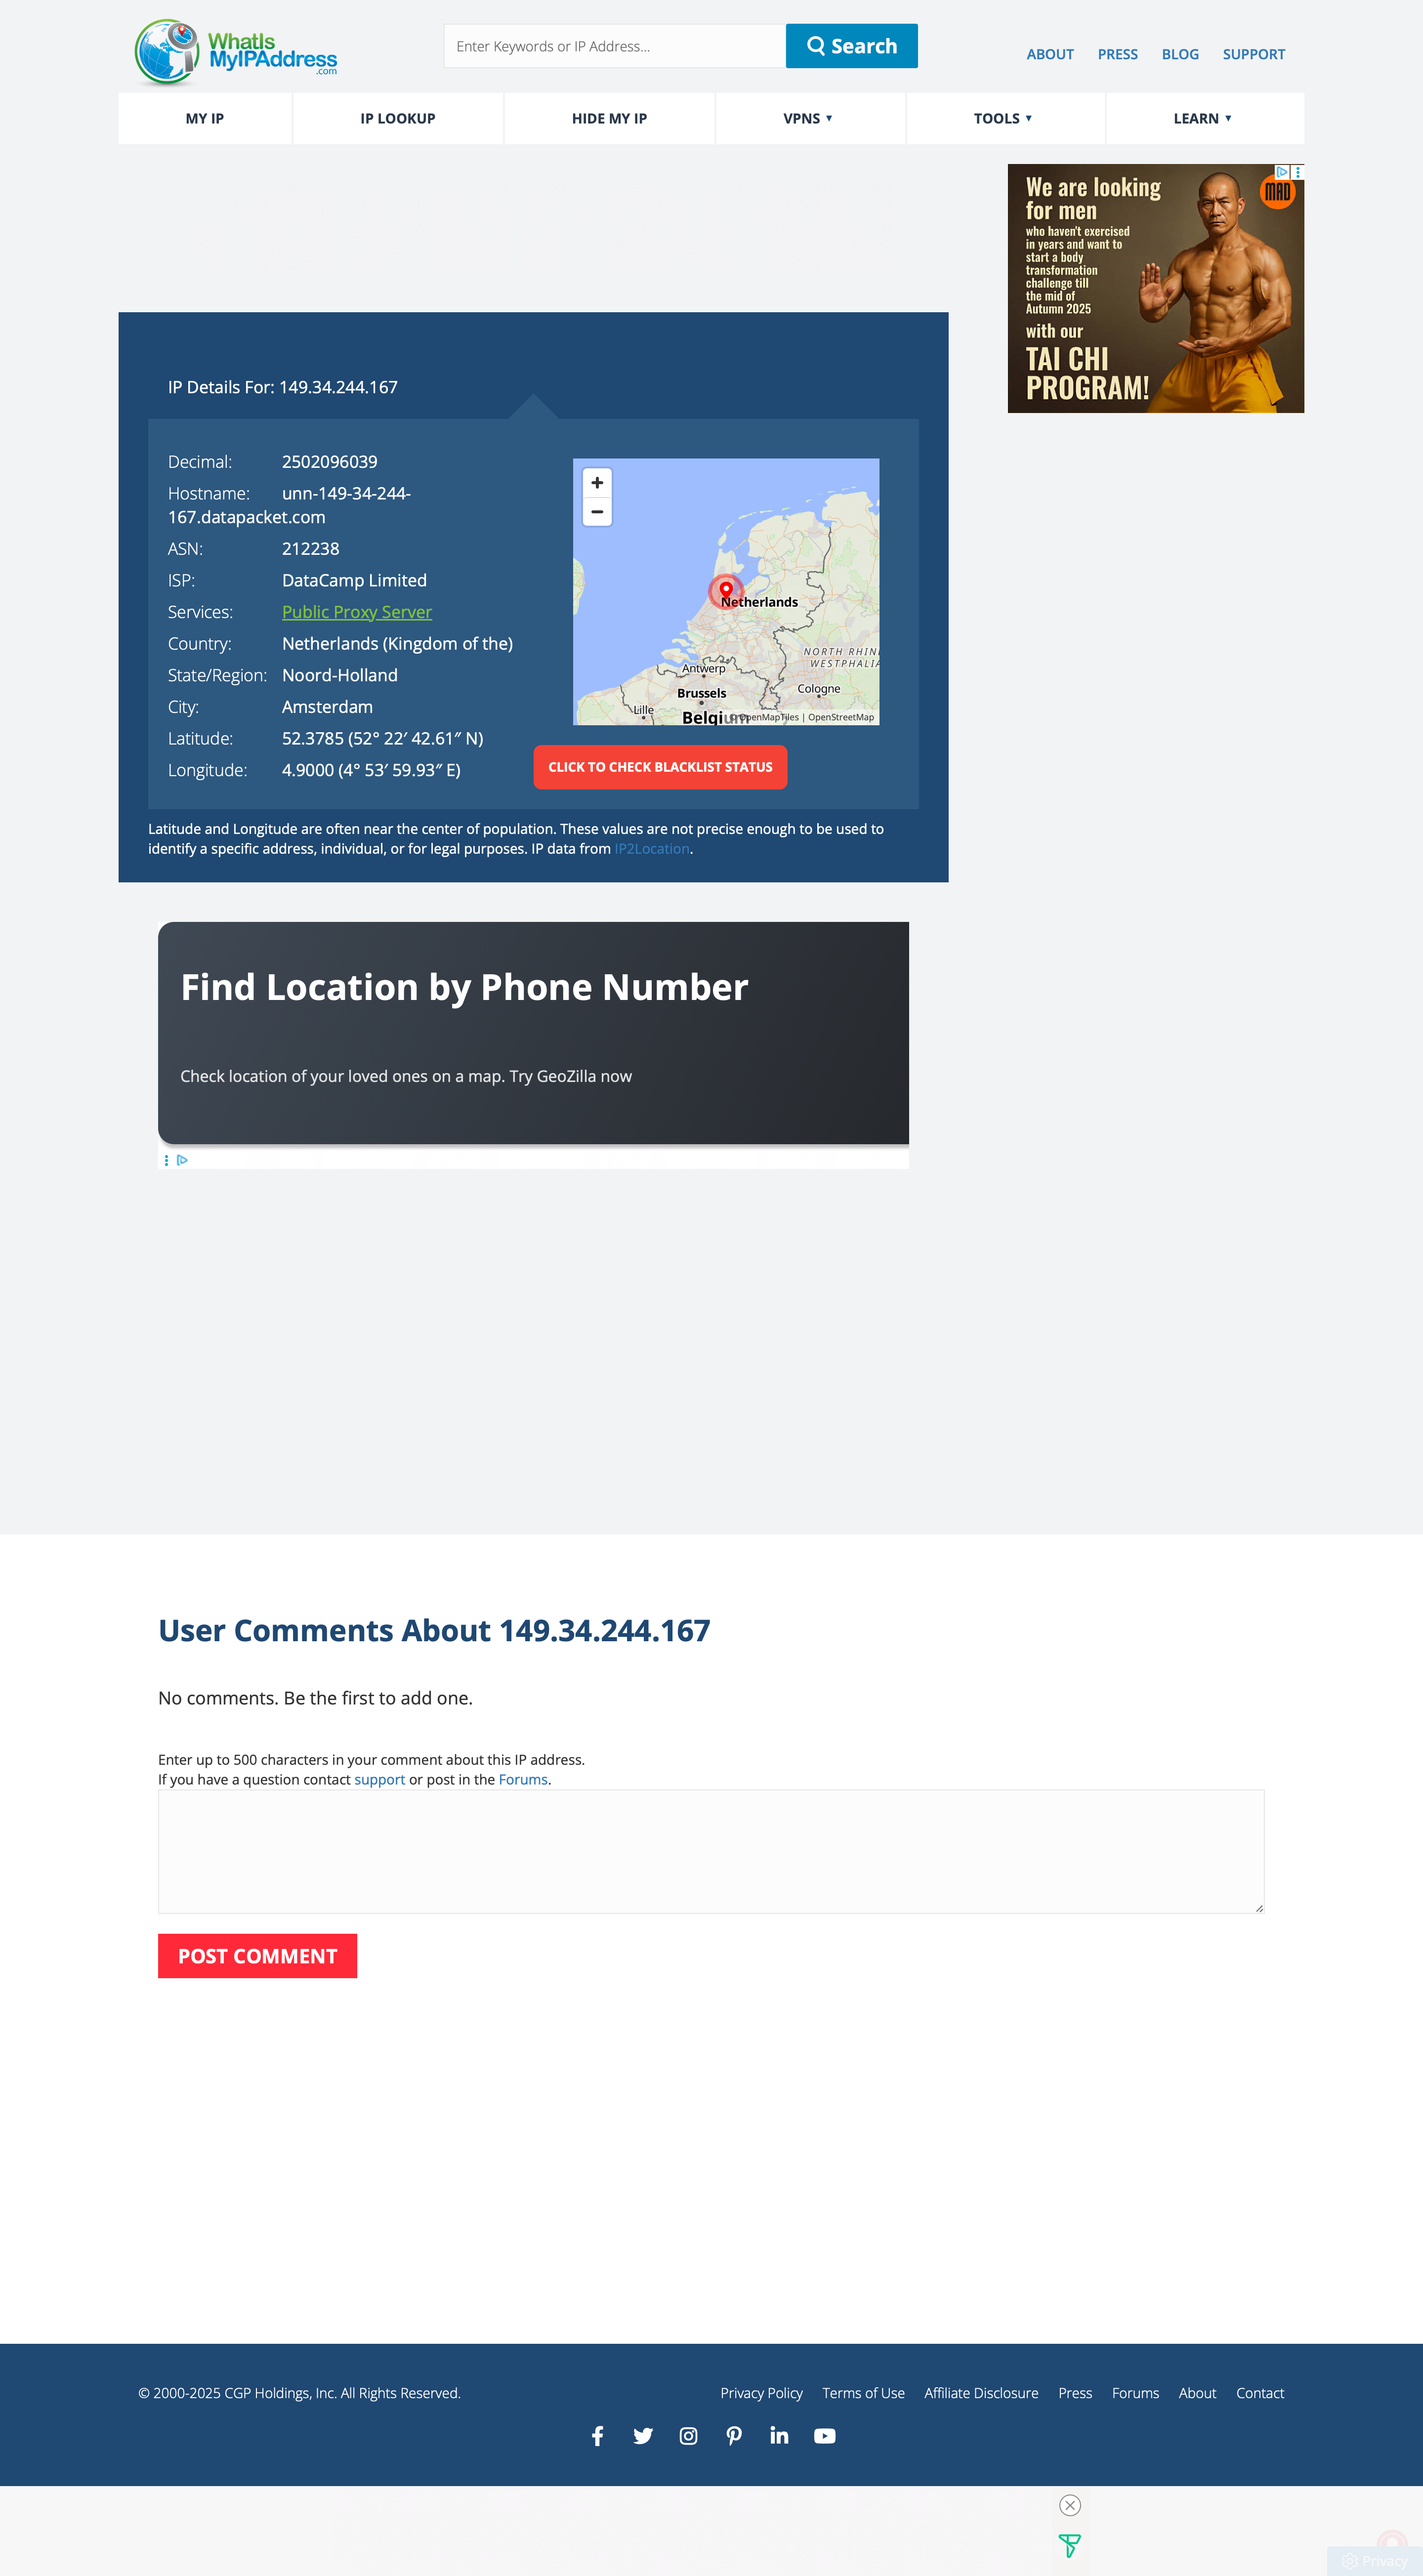 WhatIs
MyIPAddress
.com
Enter Keywords or IP Address...
Search
ABOUT PRESS BLOG SUPPORT
MY IP IP LOOKUP HIDE MY IP VPNS ▼ TOOLS ▼ LEARN ▼
We are looking
for men
who haven't exercised
in years and want to
start a body
transformation
challenge till
the mid of
Autumn 2025
with our
TAI CHI
PROGRAM!
MAD
IP Details For: 149.34.244.167
Decimal: 2502096039
Hostname: unn-149-34-244-
167.datapacket.com
ASN: 212238
ISP: DataCamp Limited
Services: Public Proxy Server
Country: Netherlands (Kingdom of the)
State/Region: Noord-Holland
City: Amsterdam
Latitude: 52.3785 (52° 22′ 42.61″ N)
Longitude: 4.9000 (4° 53′ 59.93″ E)
+
−
Netherlands
NORTH RHINE
WESTPHALIA
Antwerp
Cologne
Brussels
Lille
Belgium
© OpenMapTiles | OpenStreetMap
CLICK TO CHECK BLACKLIST STATUS
Latitude and Longitude are often near the center of population. These values are not precise enough to be used to
identify a specific address, individual, or for legal purposes. IP data from IP2Location.
Find Location by Phone Number
Check location of your loved ones on a map. Try GeoZilla now
User Comments About 149.34.244.167
No comments. Be the first to add one.
Enter up to 500 characters in your comment about this IP address.
If you have a question contact support or post in the Forums.
POST COMMENT
© 2000-2025 CGP Holdings, Inc. All Rights Reserved.
Privacy Policy Terms of Use Affiliate Disclosure Press Forums About Contact
Privacy